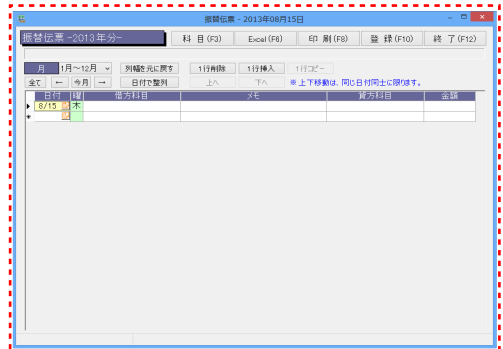 振替伝票 - 2013年08月15日
振替伝票 -2013年分-
科 目(F3) Excel(F6) 印 刷(F8) 登 録(F10) 終 了(F12)
月 1月～12月 列幅を元に戻す 1行削除 1行挿入 1行コピー
全て ← 今月 → 日付で整列 上へ 下へ ※上下移動は、同じ日付同士に限ります。
日付 曜 借方科目 メモ 貸方科目 金額
8/15 木